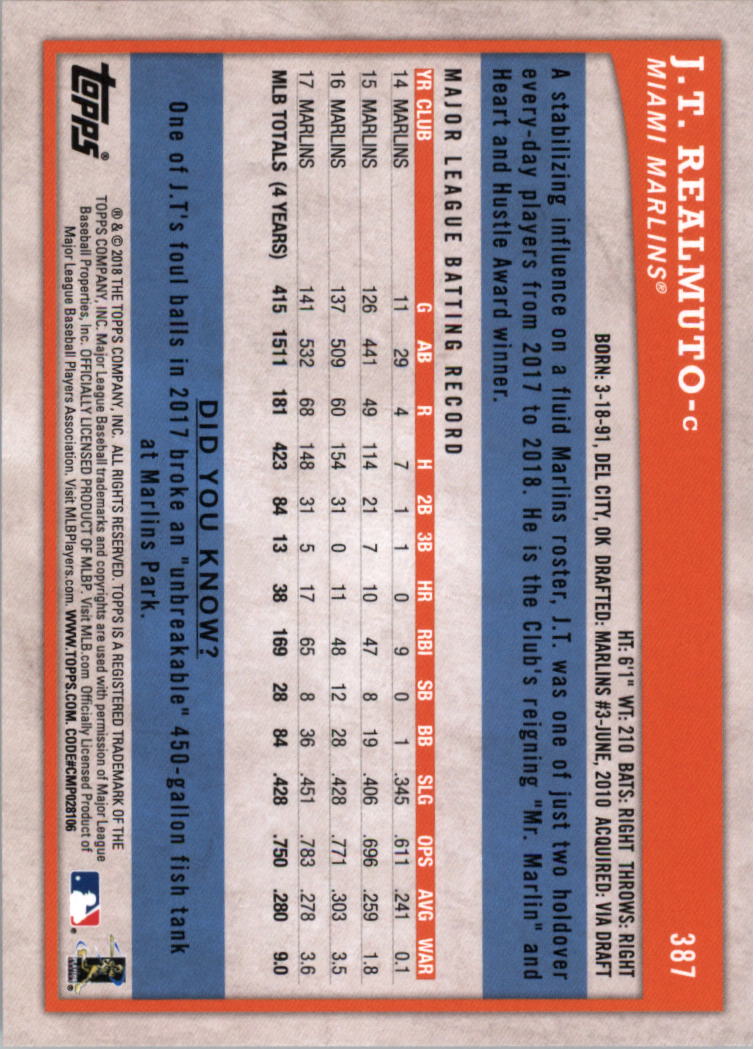 J.T. REALMUTO-C 387
MIAMI MARLINS®
HT: 6'1" WT: 210 BATS: RIGHT THROWS: RIGHT
BORN: 3-18-91, DEL CITY, OK DRAFTED: MARLINS #3-JUNE, 2010 ACQUIRED: VIA DRAFT
A stabilizing influence on a fluid Marlins roster, J.T. was one of just two holdover
every-day players from 2017 to 2018. He is the Club's reigning "Mr. Marlin" and
Heart and Hustle Award winner.
MAJOR LEAGUE BATTING RECORD
YR CLUB G AB R H 2B 3B HR RBI SB BB SLG OPS AVG WAR
14 MARLINS 11 29 4 7 1 1 0 9 0 1 .345 .611 .241 0.1
15 MARLINS 126 441 49 114 21 7 10 47 8 19 .406 .696 .259 1.8
16 MARLINS 137 509 60 154 31 0 11 48 12 28 .428 .771 .303 3.5
17 MARLINS 141 532 68 148 31 5 17 65 8 36 .451 .783 .278 3.6
MLB TOTALS (4 YEARS) 415 1511 181 423 84 13 38 169 28 84 .428 .750 .280 9.0
DID YOU KNOW?
One of J.T's foul balls in 2017 broke an "unbreakable" 450-gallon fish tank
at Marlins Park.
topps®
® & © 2018 THE TOPPS COMPANY, INC. ALL RIGHTS RESERVED. TOPPS IS A REGISTERED TRADEMARK OF THE
TOPPS COMPANY, INC. Major League Baseball trademarks and copyrights are used with permission of Major League
Baseball Properties, Inc. OFFICIALLY LICENSED PRODUCT OF MLBP. Visit MLB.com Officially Licensed Product of
Major League Baseball Players Association. Visit MLBPlayers.com. WWW.TOPPS.COM. CODE#CMP028106